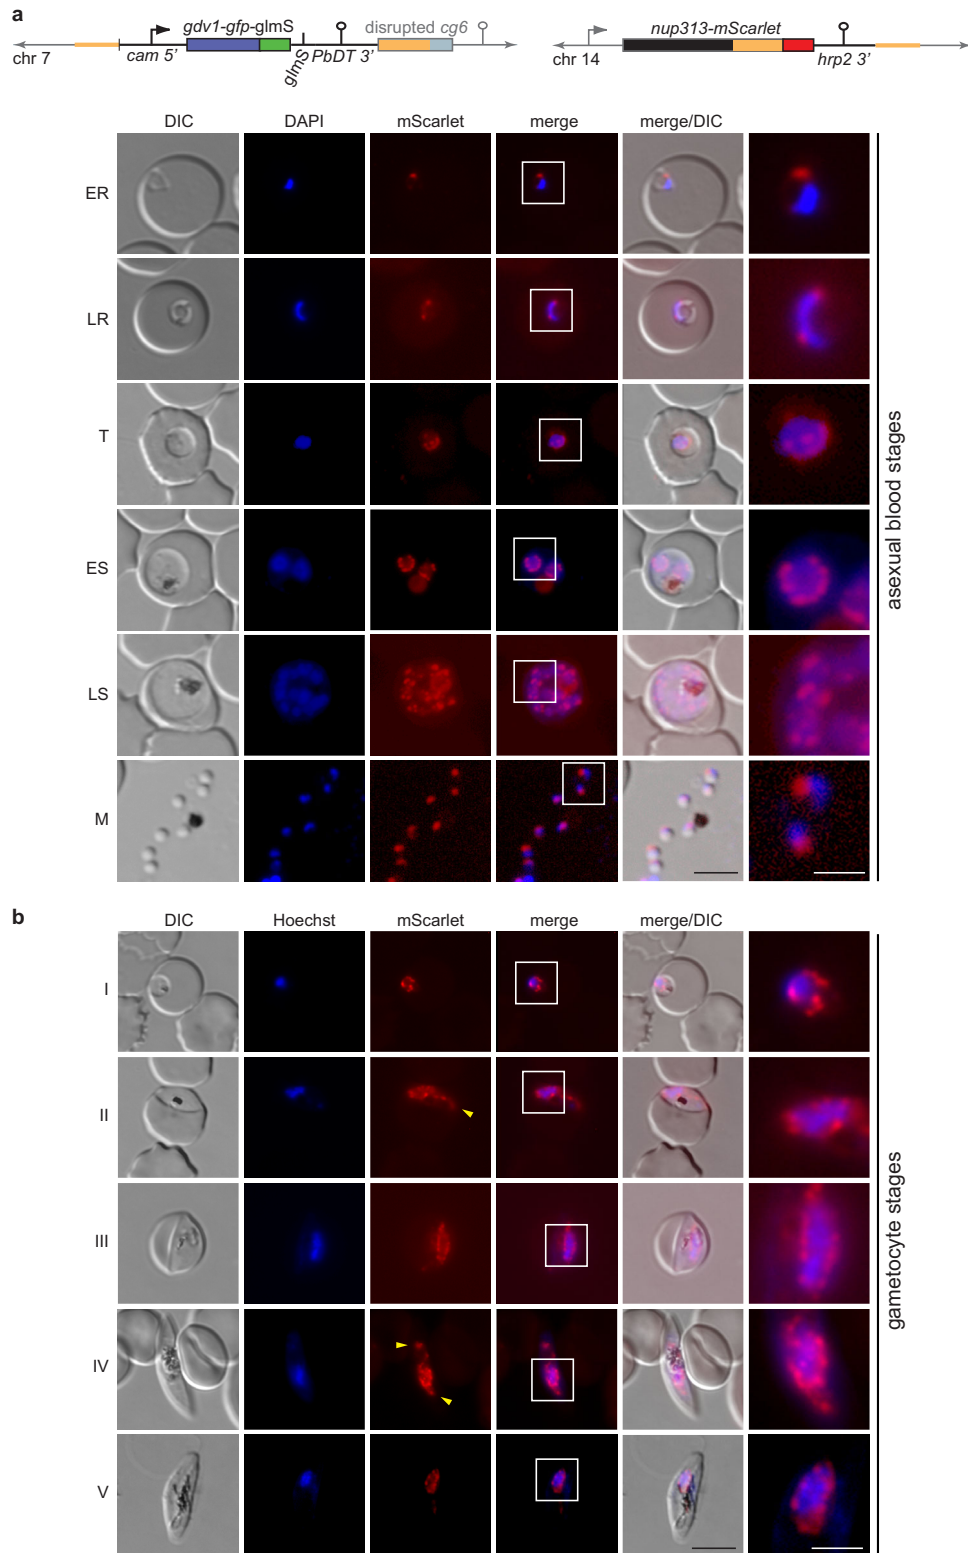 a
gdv1-gfp-glmS disrupted cg6 nup313-mScarlet
chr 7 cam 5’ glmS PbDT 3’ chr 14 hrp2 3’
DIC DAPI mScarlet merge merge/DIC
ER
LR
T
ES
LS
M
asexual blood stages
b
DIC Hoechst mScarlet merge merge/DIC
I
II
III
IV
V
gametocyte stages